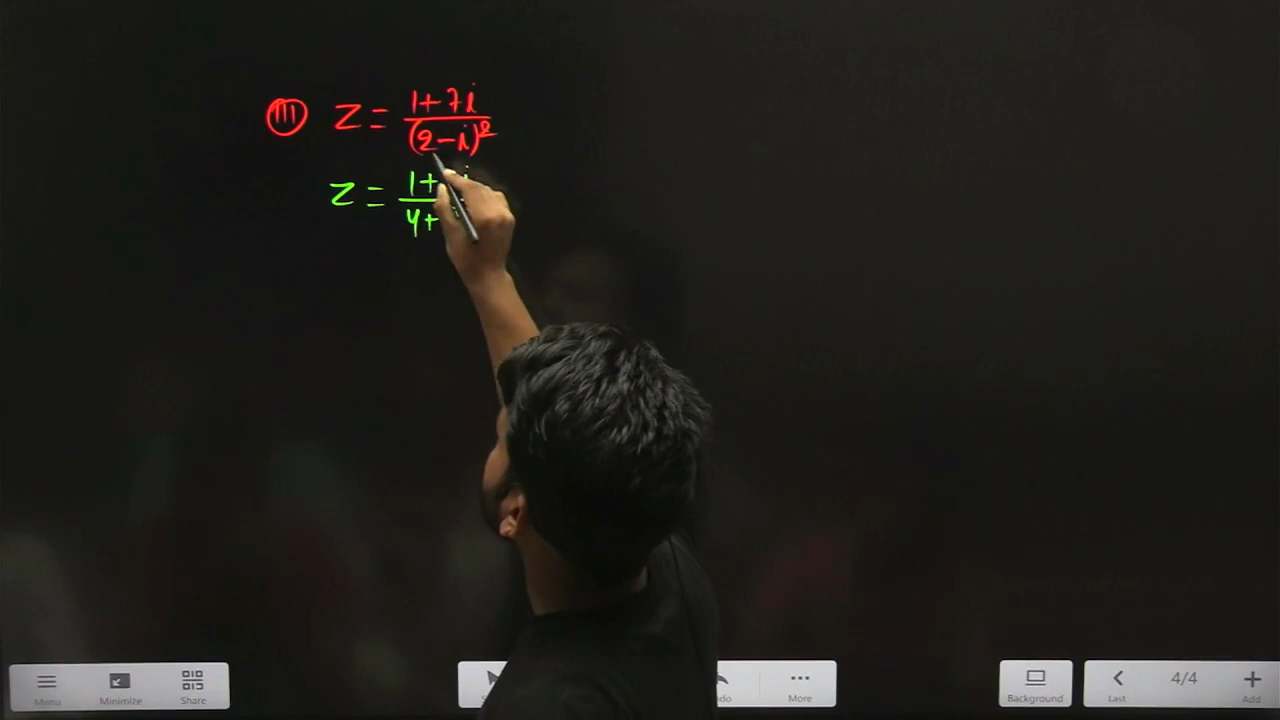 (III) Z = 1+7i / (2-i)²
Z = 1+ i / 4+
Menu Minimize Share More Background Last 4/4 Add